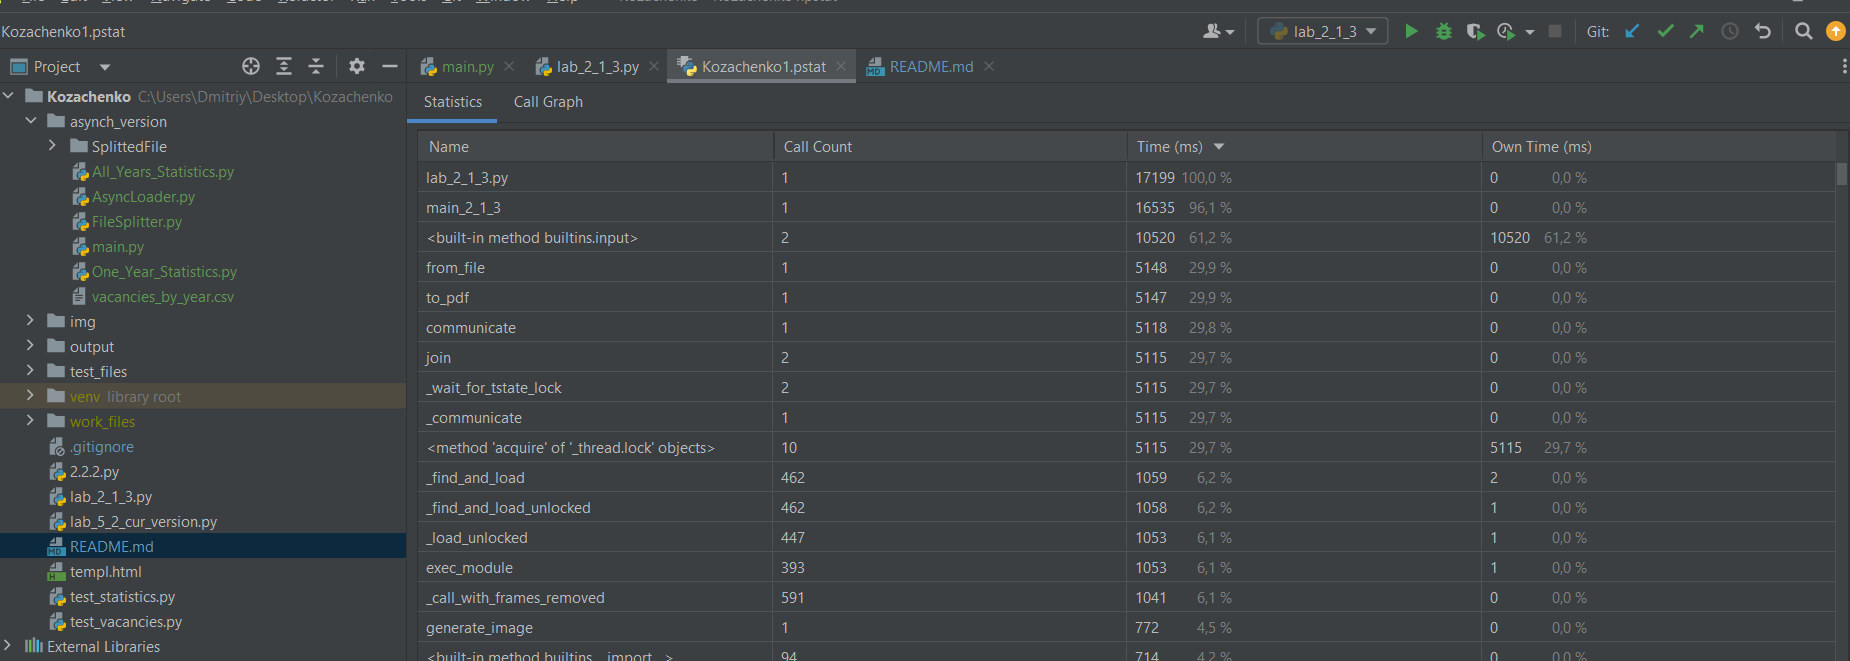 Kozachenko1.pstat
lab_2_1_3
Git:
Project
main.py
lab_2_1_3.py
Kozachenko1.pstat
README.md
Kozachenko C:\Users\Dmitriy\Desktop\Kozachenko
asynch_version
SplittedFile
All_Years_Statistics.py
AsyncLoader.py
FileSplitter.py
main.py
One_Year_Statistics.py
vacancies_by_year.csv
img
output
test_files
venv library root
work_files
.gitignore
2.2.2.py
lab_2_1_3.py
lab_5_2_cur_version.py
README.md
templ.html
test_statistics.py
test_vacancies.py
External Libraries
Statistics Call Graph
Name Call Count Time (ms) Own Time (ms)
lab_2_1_3.py 1 17199 100,0 % 0 0,0 %
main_2_1_3 1 16535 96,1 % 0 0,0 %
<built-in method builtins.input> 2 10520 61,2 % 10520 61,2 %
from_file 1 5148 29,9 % 0 0,0 %
to_pdf 1 5147 29,9 % 0 0,0 %
communicate 1 5118 29,8 % 0 0,0 %
join 2 5115 29,7 % 0 0,0 %
_wait_for_tstate_lock 2 5115 29,7 % 0 0,0 %
_communicate 1 5115 29,7 % 0 0,0 %
<method 'acquire' of '_thread.lock' objects> 10 5115 29,7 % 5115 29,7 %
_find_and_load 462 1059 6,2 % 2 0,0 %
_find_and_load_unlocked 462 1058 6,2 % 1 0,0 %
_load_unlocked 447 1053 6,1 % 1 0,0 %
exec_module 393 1053 6,1 % 1 0,0 %
_call_with_frames_removed 591 1041 6,1 % 0 0,0 %
generate_image 1 772 4,5 % 0 0,0 %
<built-in method builtins.__import__> 94 714 4,2 % 0 0,0 %